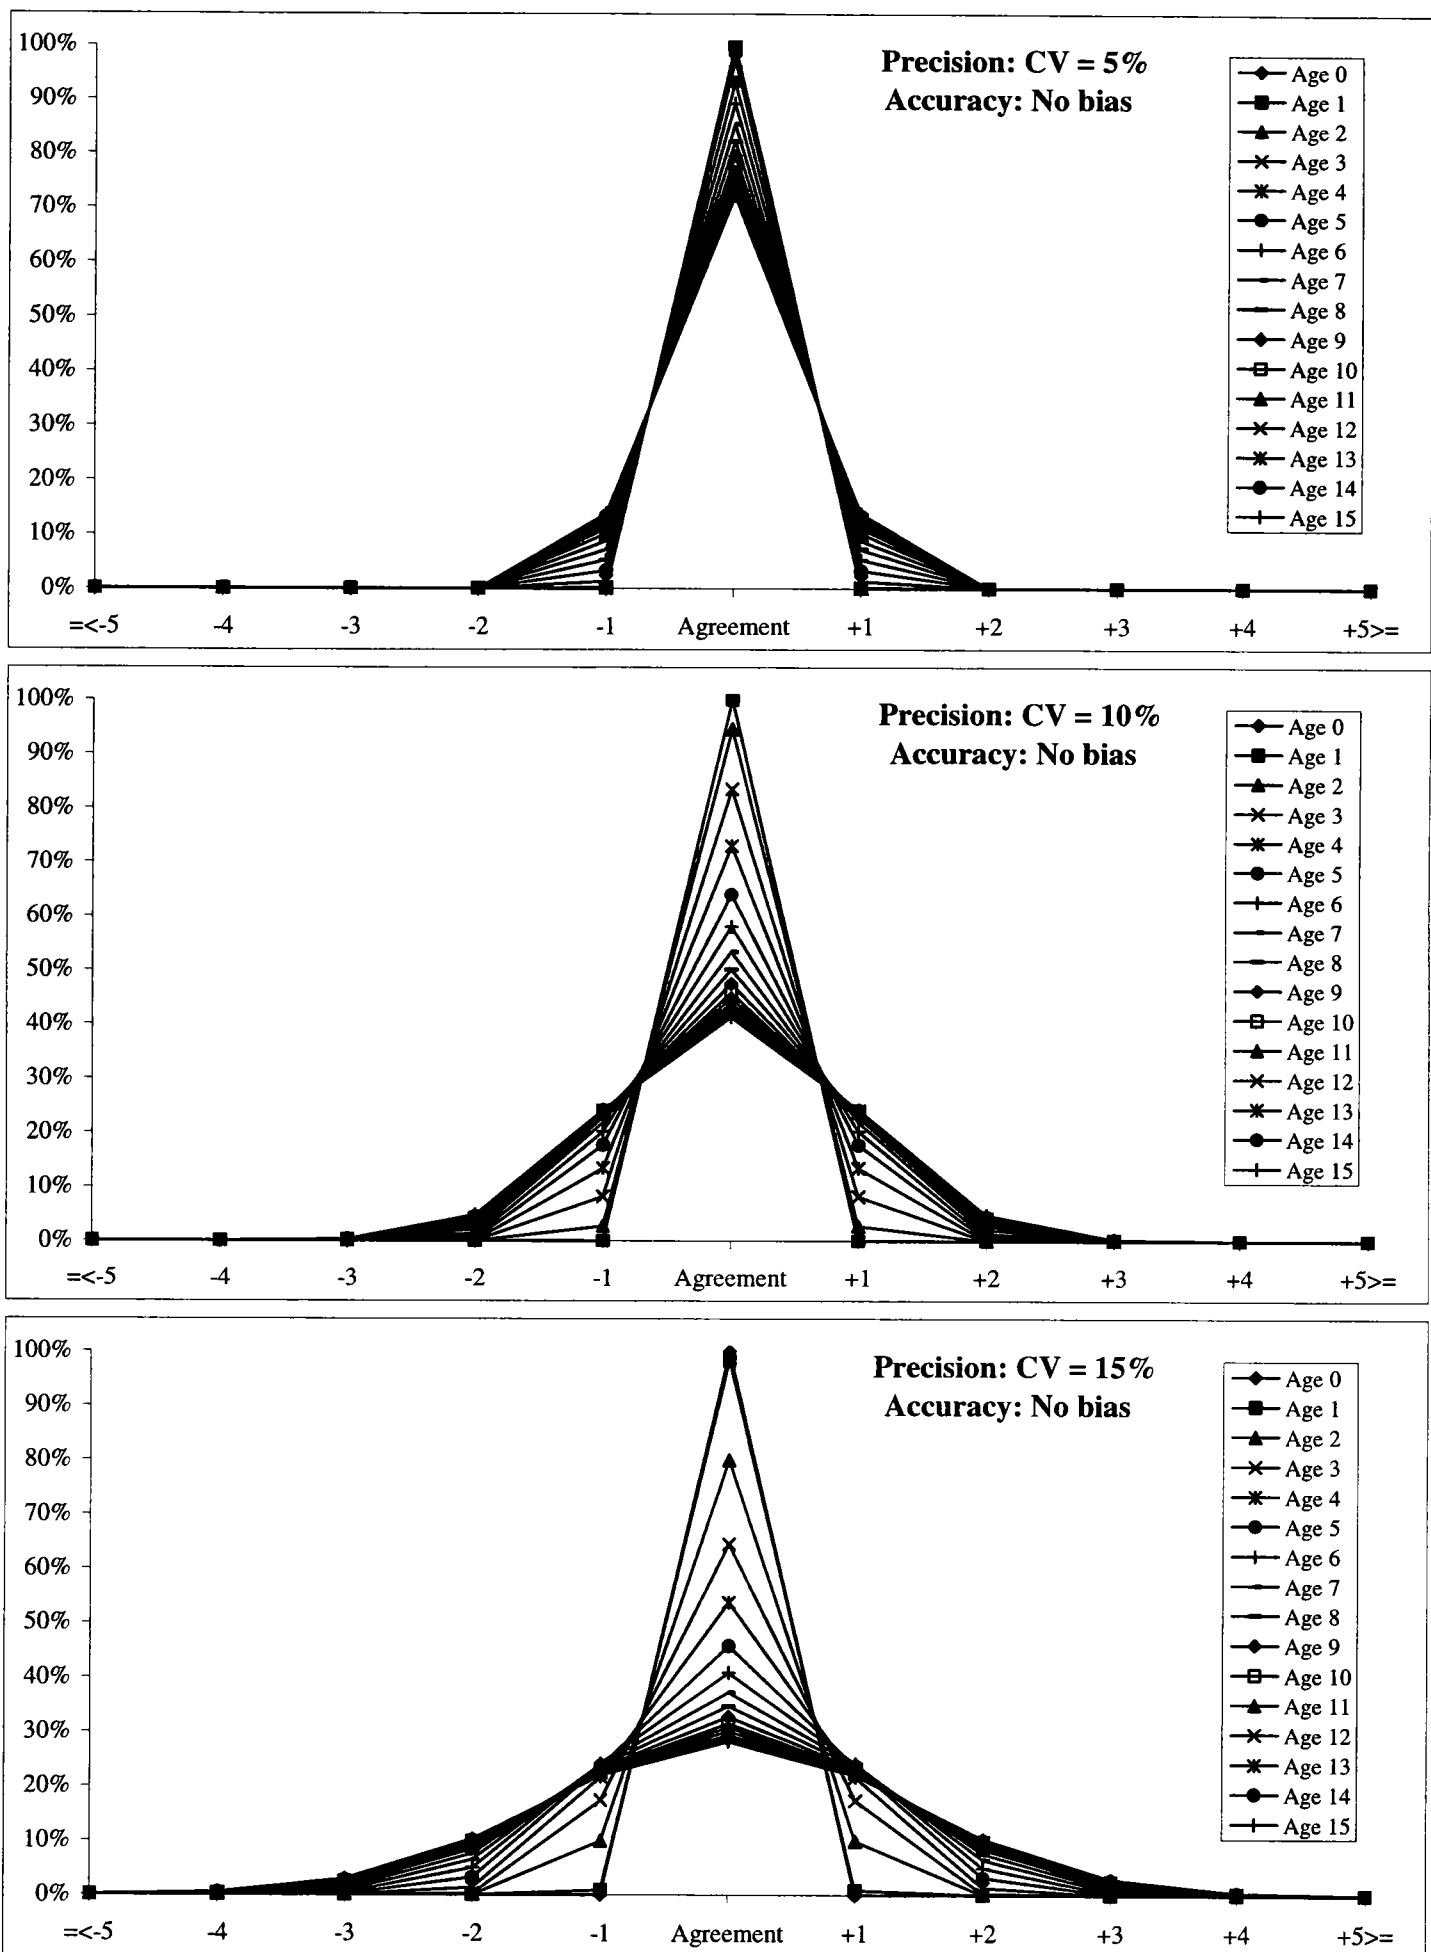 Precision: CV = 5%
Accuracy: No bias
100%
90%
80%
70%
60%
50%
40%
30%
20%
10%
0%
=<-5 -4 -3 -2 -1 Agreement +1 +2 +3 +4 +5>=
Age 0
Age 1
Age 2
Age 3
Age 4
Age 5
Age 6
Age 7
Age 8
Age 9
Age 10
Age 11
Age 12
Age 13
Age 14
Age 15
Precision: CV = 10%
Accuracy: No bias
100%
90%
80%
70%
60%
50%
40%
30%
20%
10%
0%
=<-5 -4 -3 -2 -1 Agreement +1 +2 +3 +4 +5>=
Age 0
Age 1
Age 2
Age 3
Age 4
Age 5
Age 6
Age 7
Age 8
Age 9
Age 10
Age 11
Age 12
Age 13
Age 14
Age 15
Precision: CV = 15%
Accuracy: No bias
100%
90%
80%
70%
60%
50%
40%
30%
20%
10%
0%
=<-5 -4 -3 -2 -1 Agreement +1 +2 +3 +4 +5>=
Age 0
Age 1
Age 2
Age 3
Age 4
Age 5
Age 6
Age 7
Age 8
Age 9
Age 10
Age 11
Age 12
Age 13
Age 14
Age 15